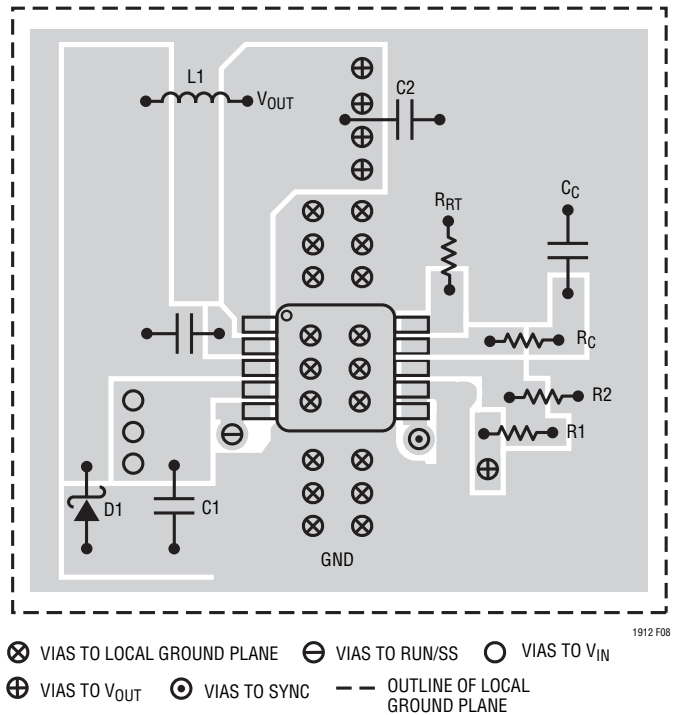 L1
VOUT
C2
RRT
CC
RC
R2
R1
D1
C1
GND
1912 F08
VIAS TO LOCAL GROUND PLANE
VIAS TO RUN/SS
VIAS TO VIN
VIAS TO VOUT
VIAS TO SYNC
OUTLINE OF LOCAL
GROUND PLANE